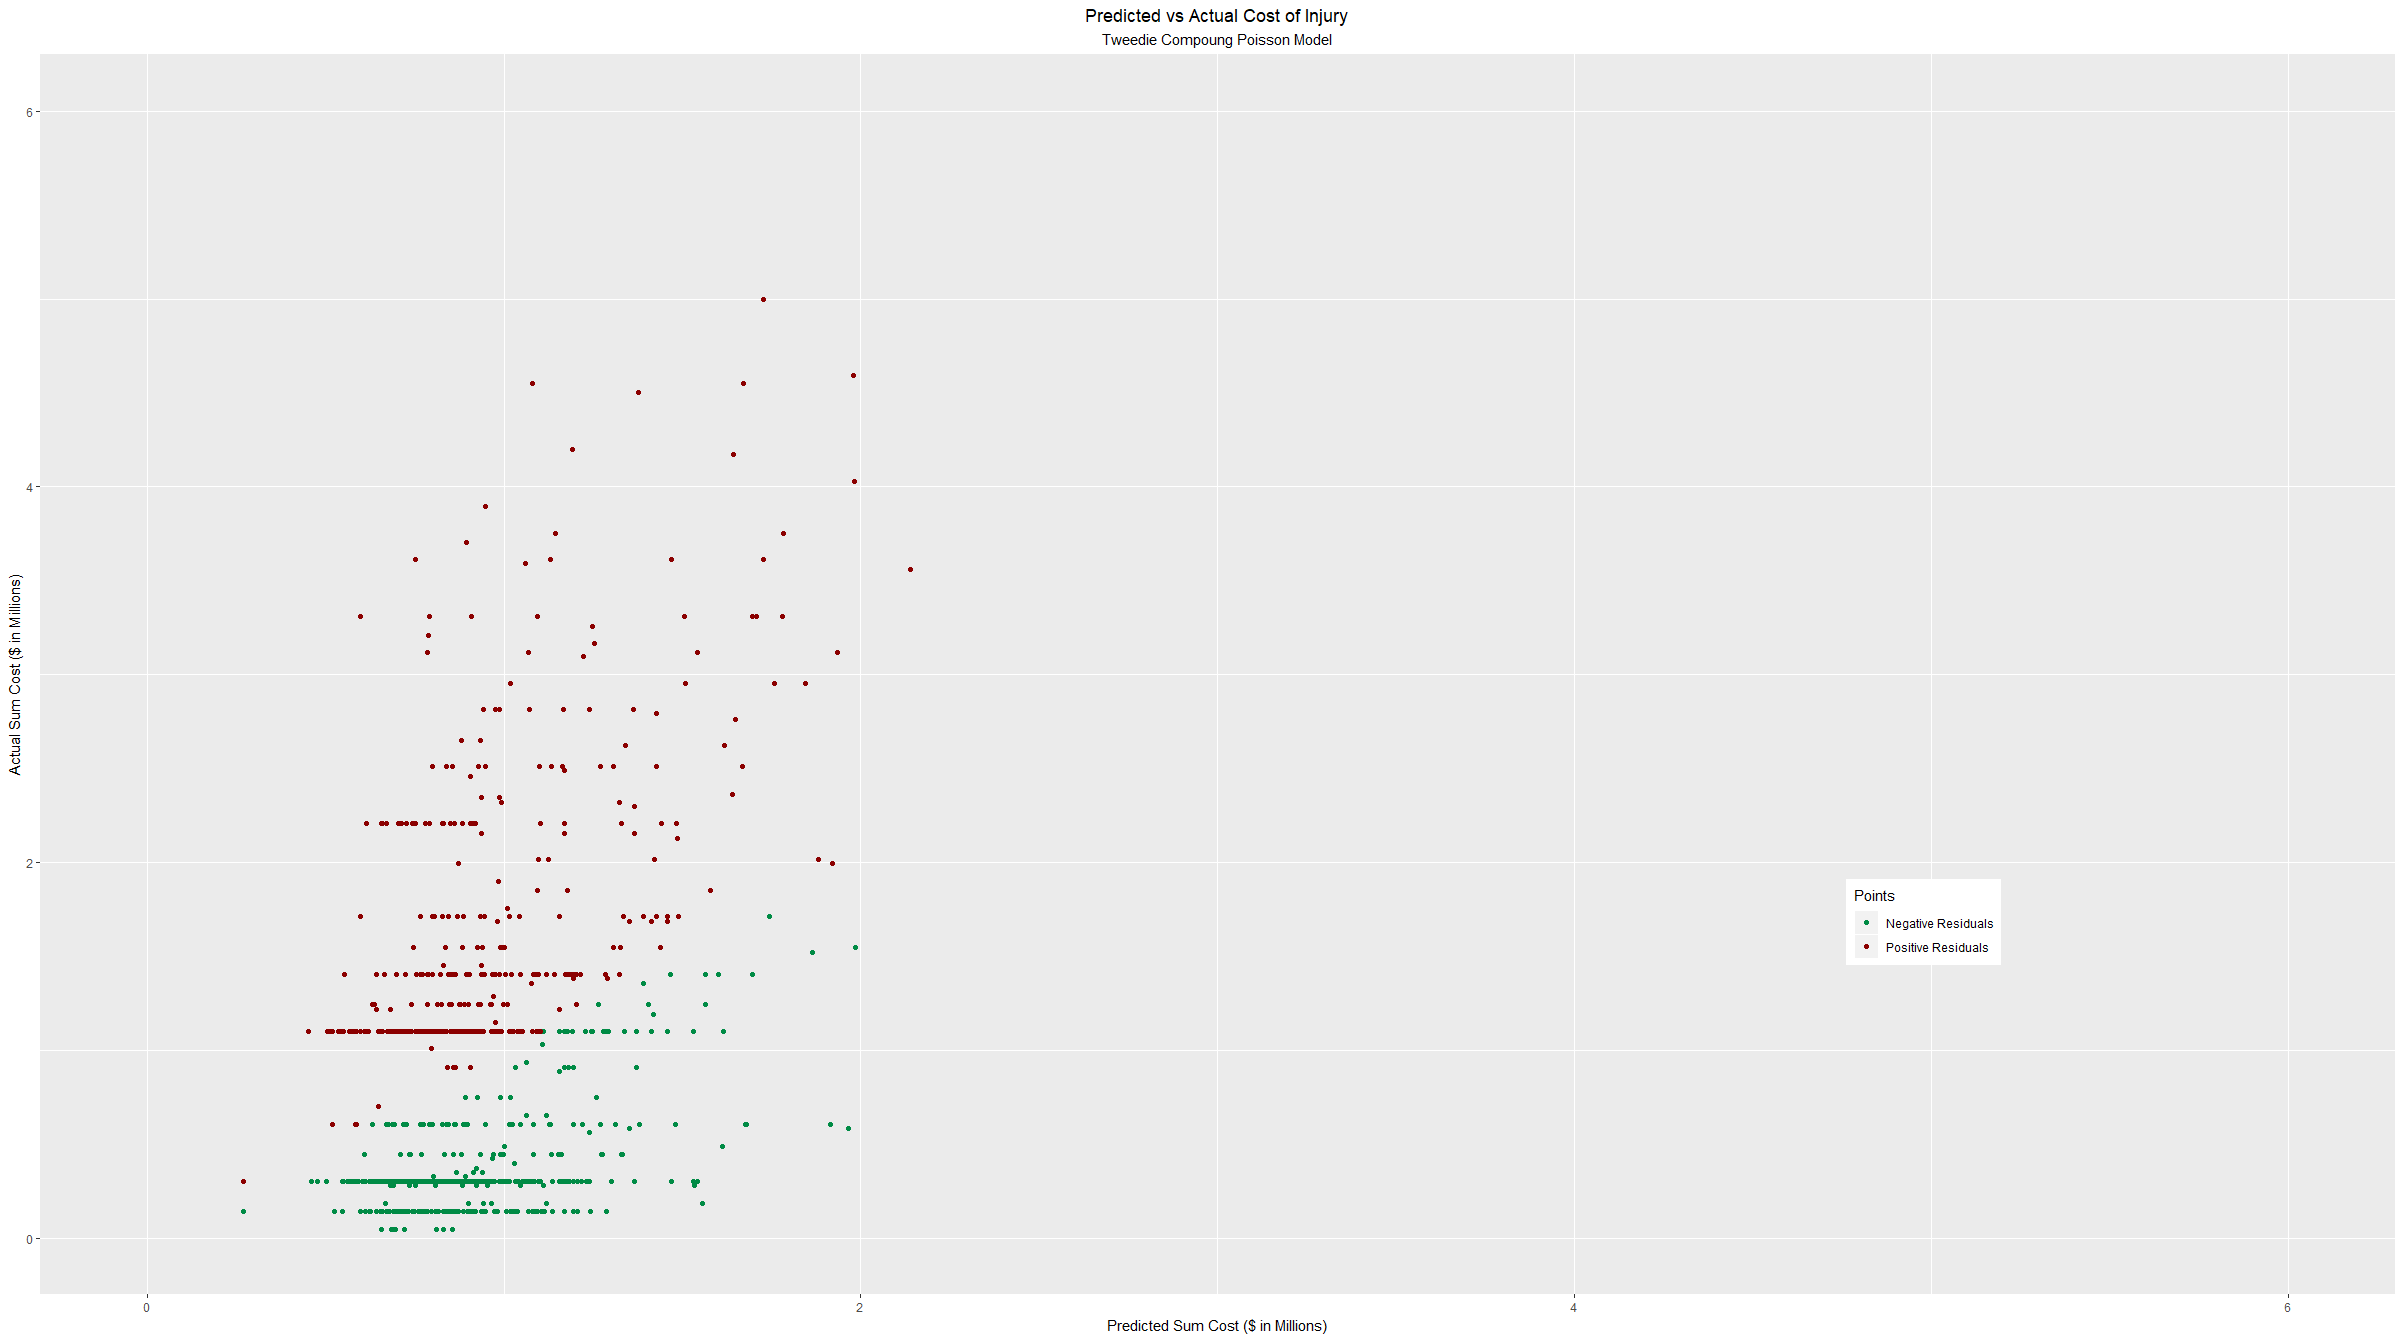 Predicted vs Actual Cost of Injury
Tweedie Compoung Poisson Model
6
4
2
0
Actual Sum Cost ($ in Millions)
Points
Negative Residuals
Positive Residuals
0
2
4
6
Predicted Sum Cost ($ in Millions)